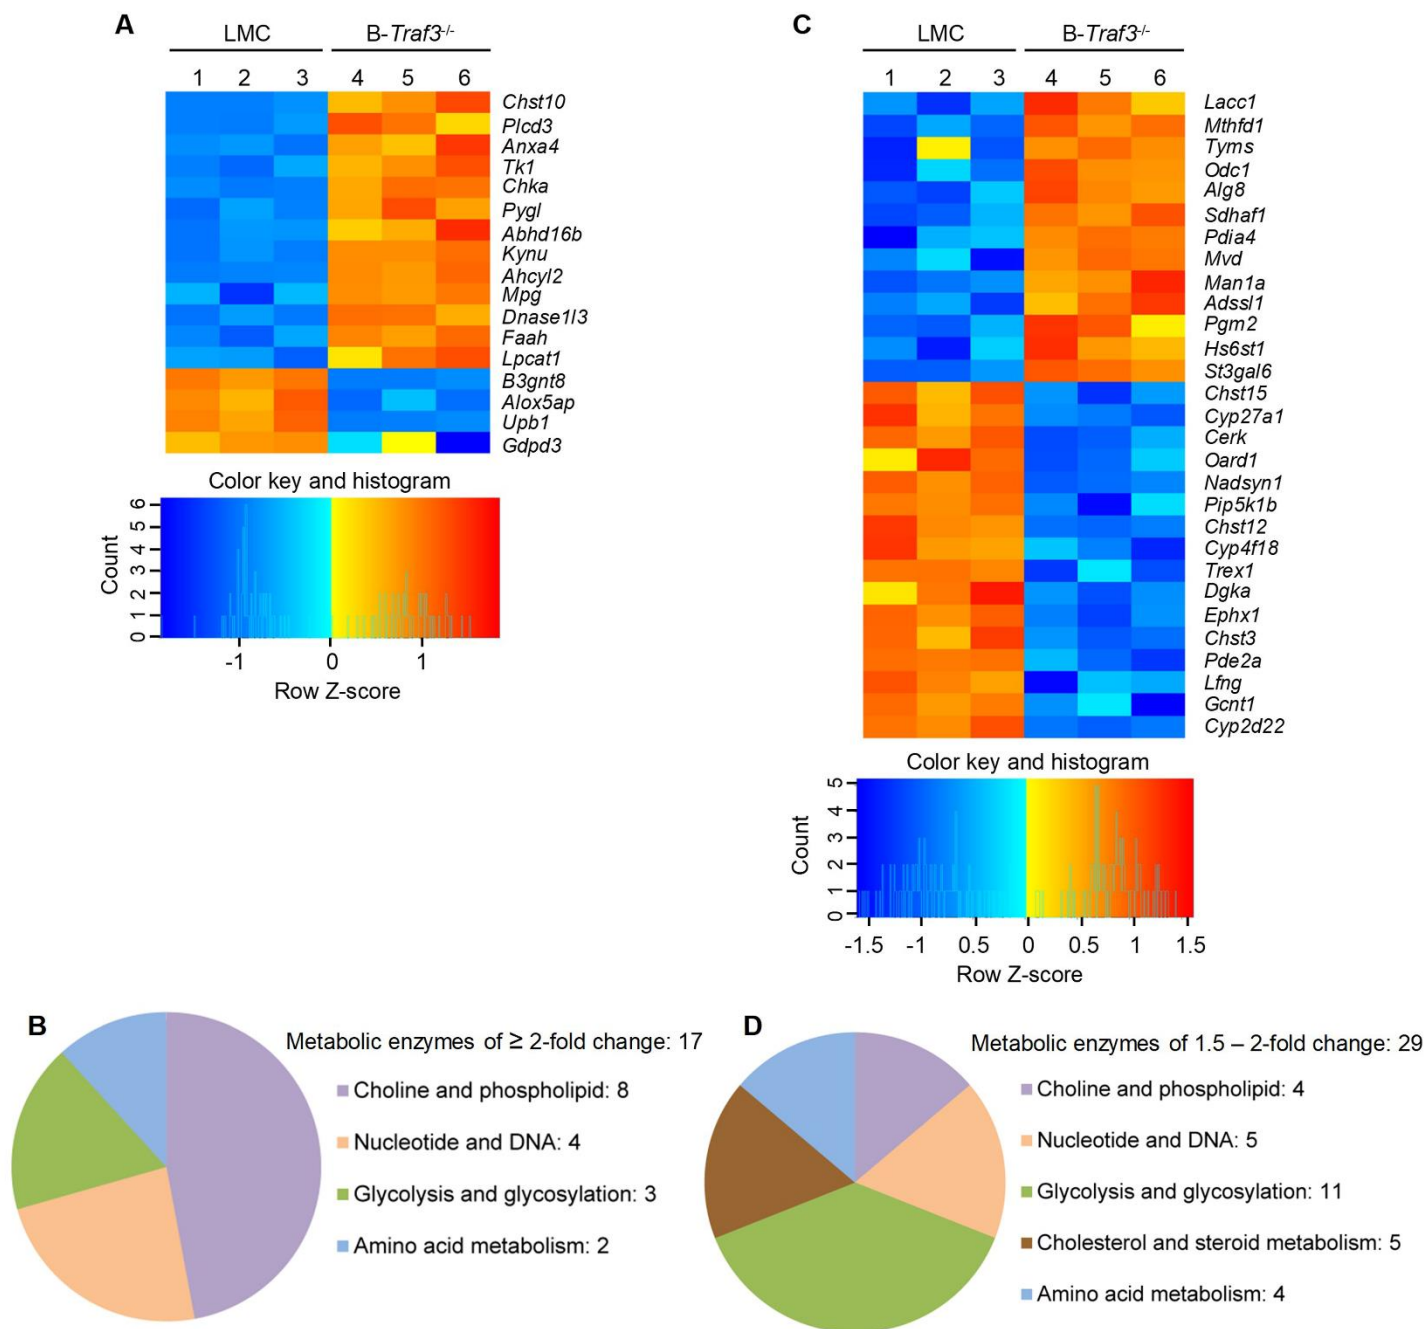 A
LMC
B-Traf3-/-
1 2 3 4 5 6
Chst10
Plcd3
Anxa4
Tk1
Chka
Pygl
Abhd16b
Kynu
Ahcyl2
Mpg
Dnase1l3
Faah
Lpcat1
B3gnt8
Alox5ap
Upb1
Gdpd3
Color key and histogram
Count
6
5
4
3
2
1
0
-1 0 1
Row Z-score
C
LMC
B-Traf3-/-
1 2 3 4 5 6
Lacc1
Mthfd1
Tyms
Odc1
Alg8
Sdhaf1
Pdia4
Mvd
Man1a
Adssl1
Pgm2
Hs6st1
St3gal6
Chst15
Cyp27a1
Cerk
Oard1
Nadsyn1
Pip5k1b
Chst12
Cyp4f18
Trex1
Dgka
Ephx1
Chst3
Pde2a
Lfng
Gcnt1
Cyp2d22
Color key and histogram
Count
5
4
3
2
1
0
-1.5 -1 0.5 0 0.5 1 1.5
Row Z-score
B
Metabolic enzymes of ≥ 2-fold change: 17
Choline and phospholipid: 8
Nucleotide and DNA: 4
Glycolysis and glycosylation: 3
Amino acid metabolism: 2
D
Metabolic enzymes of 1.5 – 2-fold change: 29
Choline and phospholipid: 4
Nucleotide and DNA: 5
Glycolysis and glycosylation: 11
Cholesterol and steroid metabolism: 5
Amino acid metabolism: 4